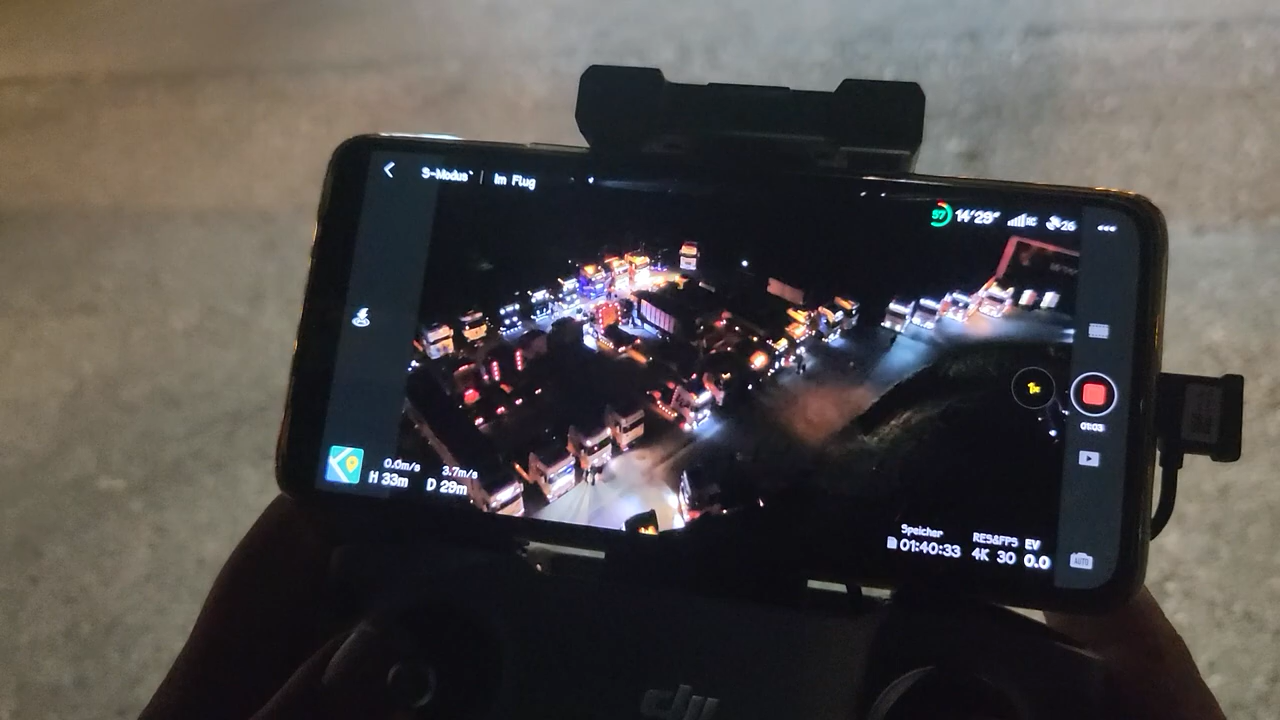 S-Modus | Im Flug
57 14'29" RC 26 •••
1x
01:03
0.0m/s 3.7m/s
H 33m D 29m
Speicher RES&FPS EV
01:40:33 4K 30 0.0
AUTO
dji